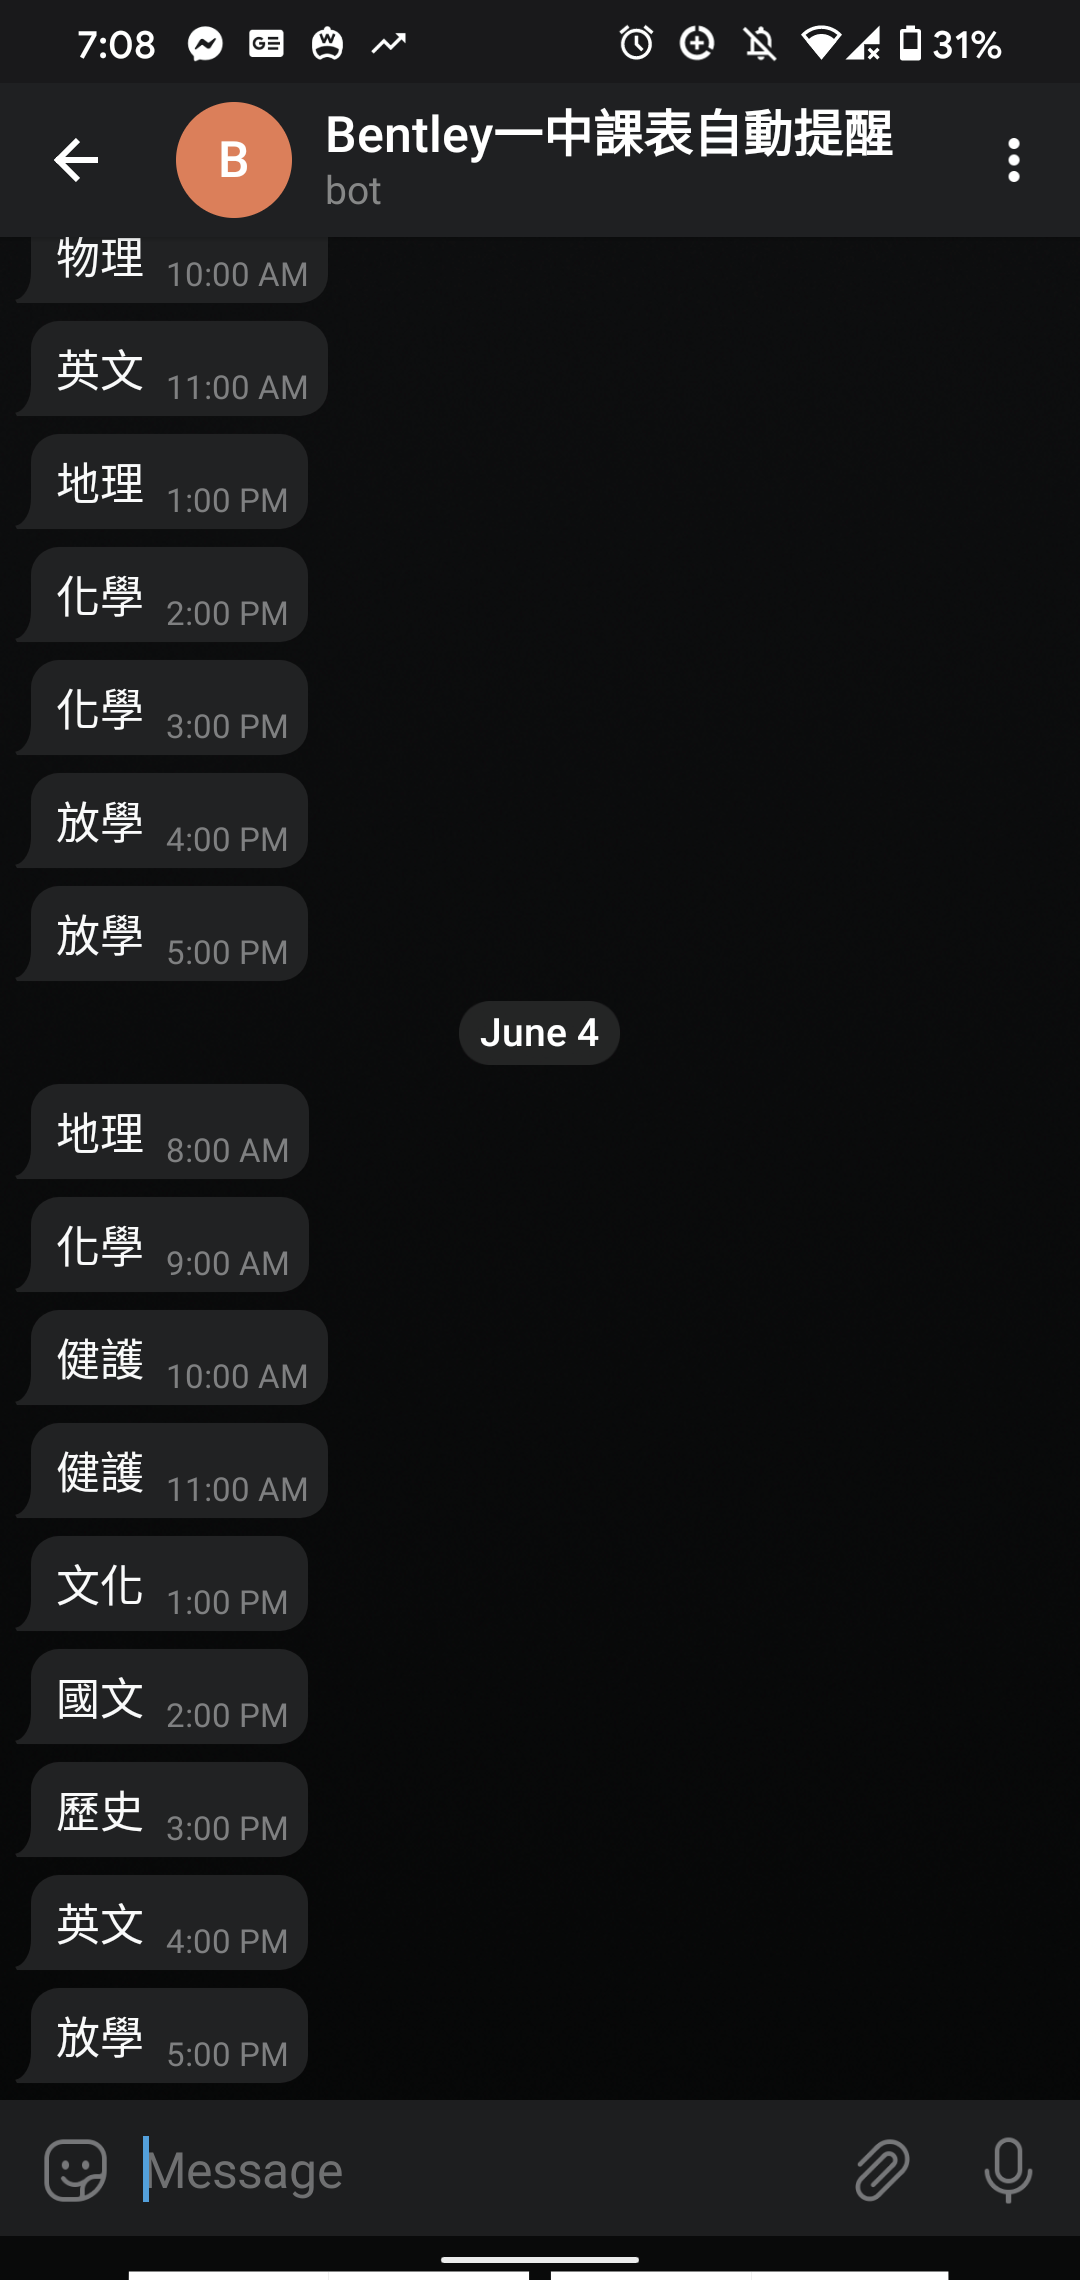 7:08
31%
B
Bentley一中課表自動提醒
bot
物理 10:00 AM
英文 11:00 AM
地理 1:00 PM
化學 2:00 PM
化學 3:00 PM
放學 4:00 PM
放學 5:00 PM
June 4
地理 8:00 AM
化學 9:00 AM
健護 10:00 AM
健護 11:00 AM
文化 1:00 PM
國文 2:00 PM
歷史 3:00 PM
英文 4:00 PM
放學 5:00 PM
Message